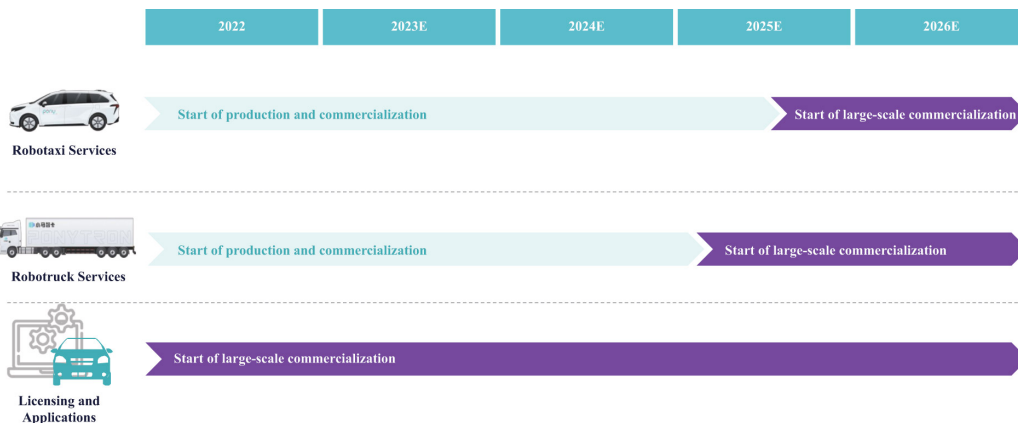 2022 2023E 2024E 2025E 2026E
pony
Start of production and commercialization
Start of large-scale commercialization
Robotaxi Services
Start of production and commercialization
Start of large-scale commercialization
Robotruck Services
Start of large-scale commercialization
Licensing and
Applications